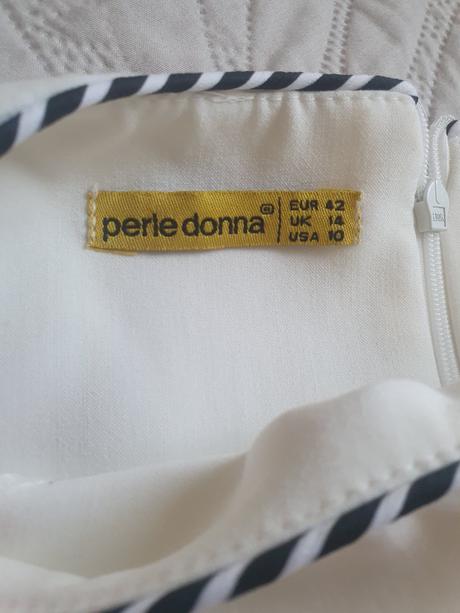 perle donna
EUR 42
UK 14
USA 10